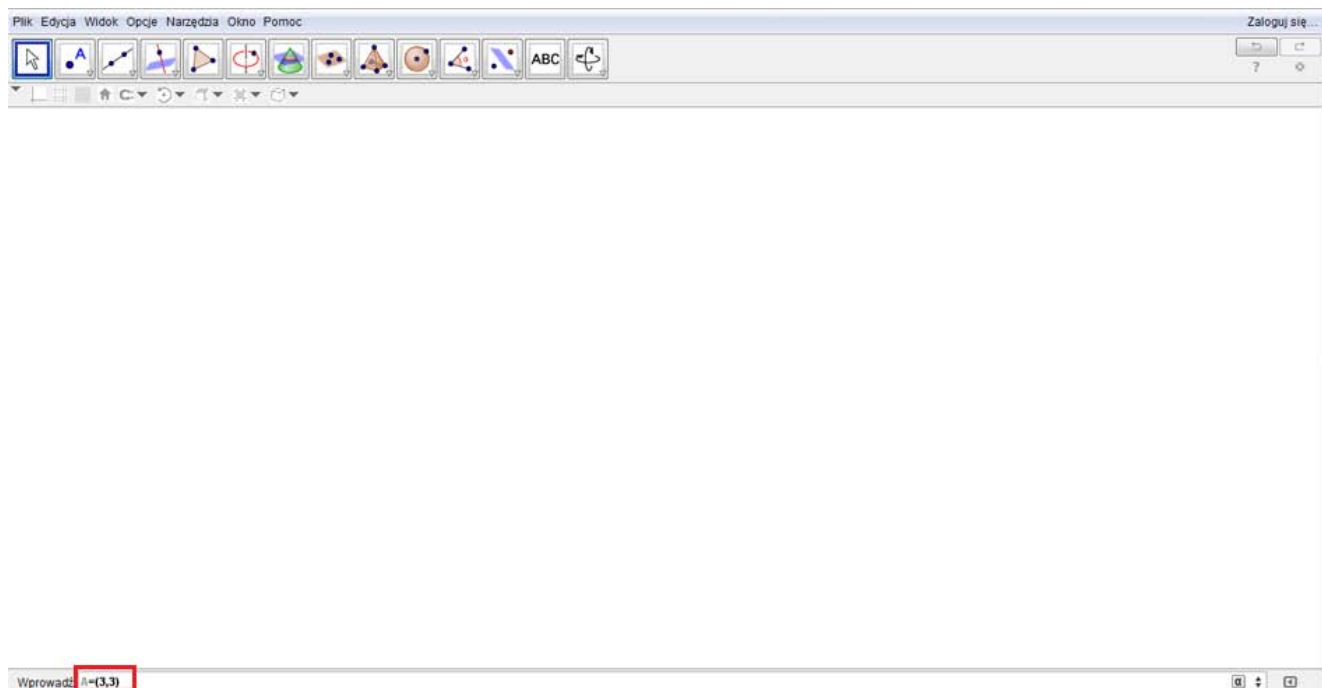 Plik Edycja Widok Opcje Narzędzia Okno Pomoc Zaloguj się...
A ABC
?
Wprowadź: A=(3,3) α